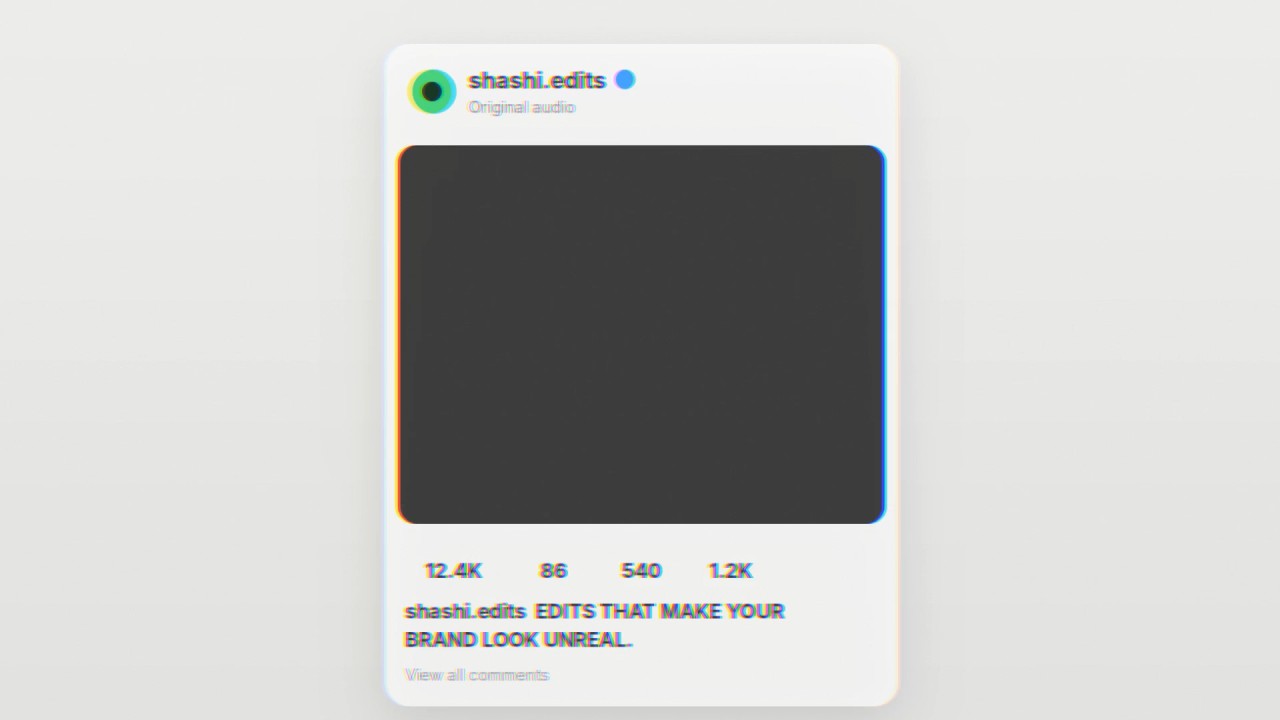 shashi.edits
Original audio
12.4K 86 540 1.2K
shashi.edits EDITS THAT MAKE YOUR
BRAND LOOK UNREAL.
View all comments